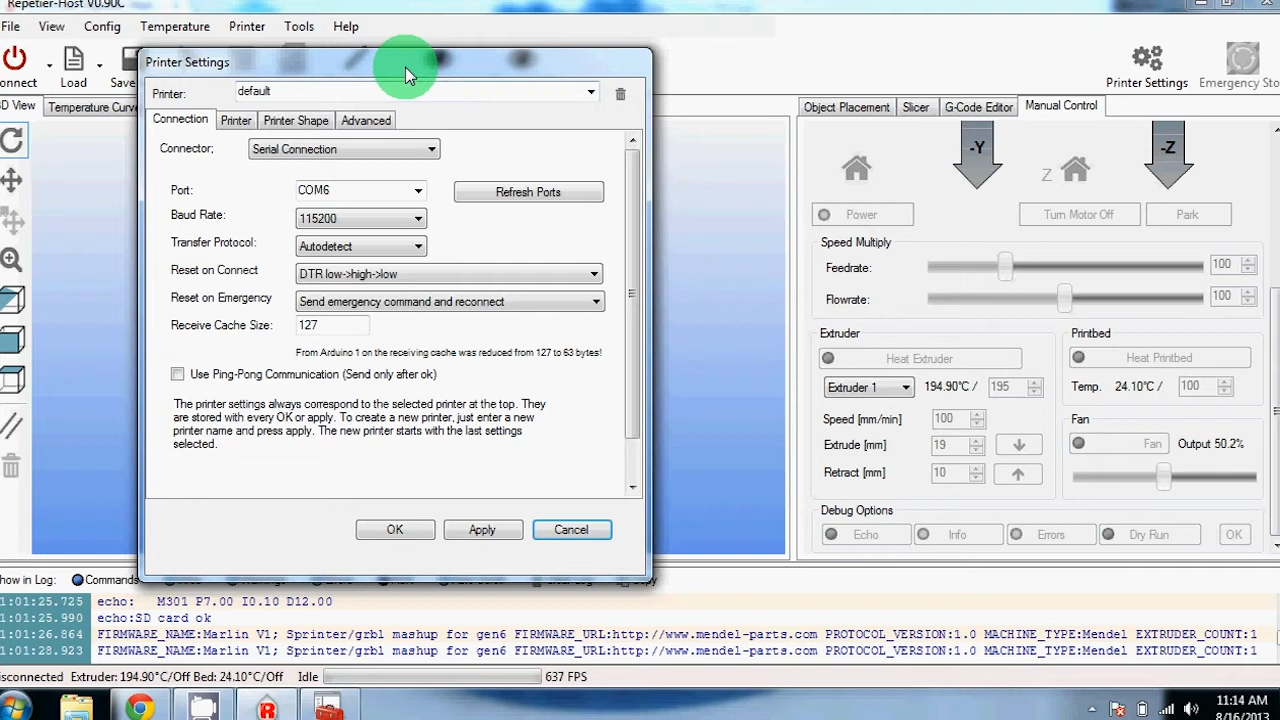 Repetier-Host V0.90C
File View Config Temperature Printer Tools Help
onnect Load Save Printer Settings Emergency Sto
Printer Settings
Printer: default
D View Temperature Curve
Object Placement Slicer G-Code Editor Manual Control
Connection Printer Printer Shape Advanced
Connector: Serial Connection
Port: COM6 Refresh Ports
Baud Rate: 115200
Transfer Protocol: Autodetect
Reset on Connect DTR low->high->low
Reset on Emergency Send emergency command and reconnect
Receive Cache Size: 127
From Arduino 1 on the receiving cache was reduced from 127 to 63 bytes!
Use Ping-Pong Communication (Send only after ok)
The printer settings always correspond to the selected printer at the top. They
are stored with every OK or apply. To create a new printer, just enter a new
printer name and press apply. The new printer starts with the last settings
selected.
OK Apply Cancel
-Y -Z
Z
Power Turn Motor Off Park
Speed Multiply
Feedrate: 100
Flowrate: 100
Extruder Printbed
Heat Extruder Heat Printbed
Extruder 1 194.90°C / 195 Temp. 24.10°C / 100
Speed [mm/min] 100 Fan
Extrude [mm] 19 Fan Output 50.2%
Retract [mm] 10
Debug Options
Echo Info Errors Dry Run OK
how in Log: Commands
1:01:25.725 echo: M301 P7.00 I0.10 D12.00
1:01:25.990 echo:SD card ok
1:01:26.864 FIRMWARE_NAME:Marlin V1; Sprinter/grbl mashup for gen6 FIRMWARE_URL:http://www.mendel-parts.com PROTOCOL_VERSION:1.0 MACHINE_TYPE:Mendel EXTRUDER_COUNT:1
1:01:28.923 FIRMWARE_NAME:Marlin V1; Sprinter/grbl mashup for gen6 FIRMWARE_URL:http://www.mendel-parts.com PROTOCOL_VERSION:1.0 MACHINE_TYPE:Mendel EXTRUDER_COUNT:1
isconnected Extruder: 194.90°C/Off Bed: 24.10°C/Off Idle 637 FPS
11:14 AM
8/16/2013